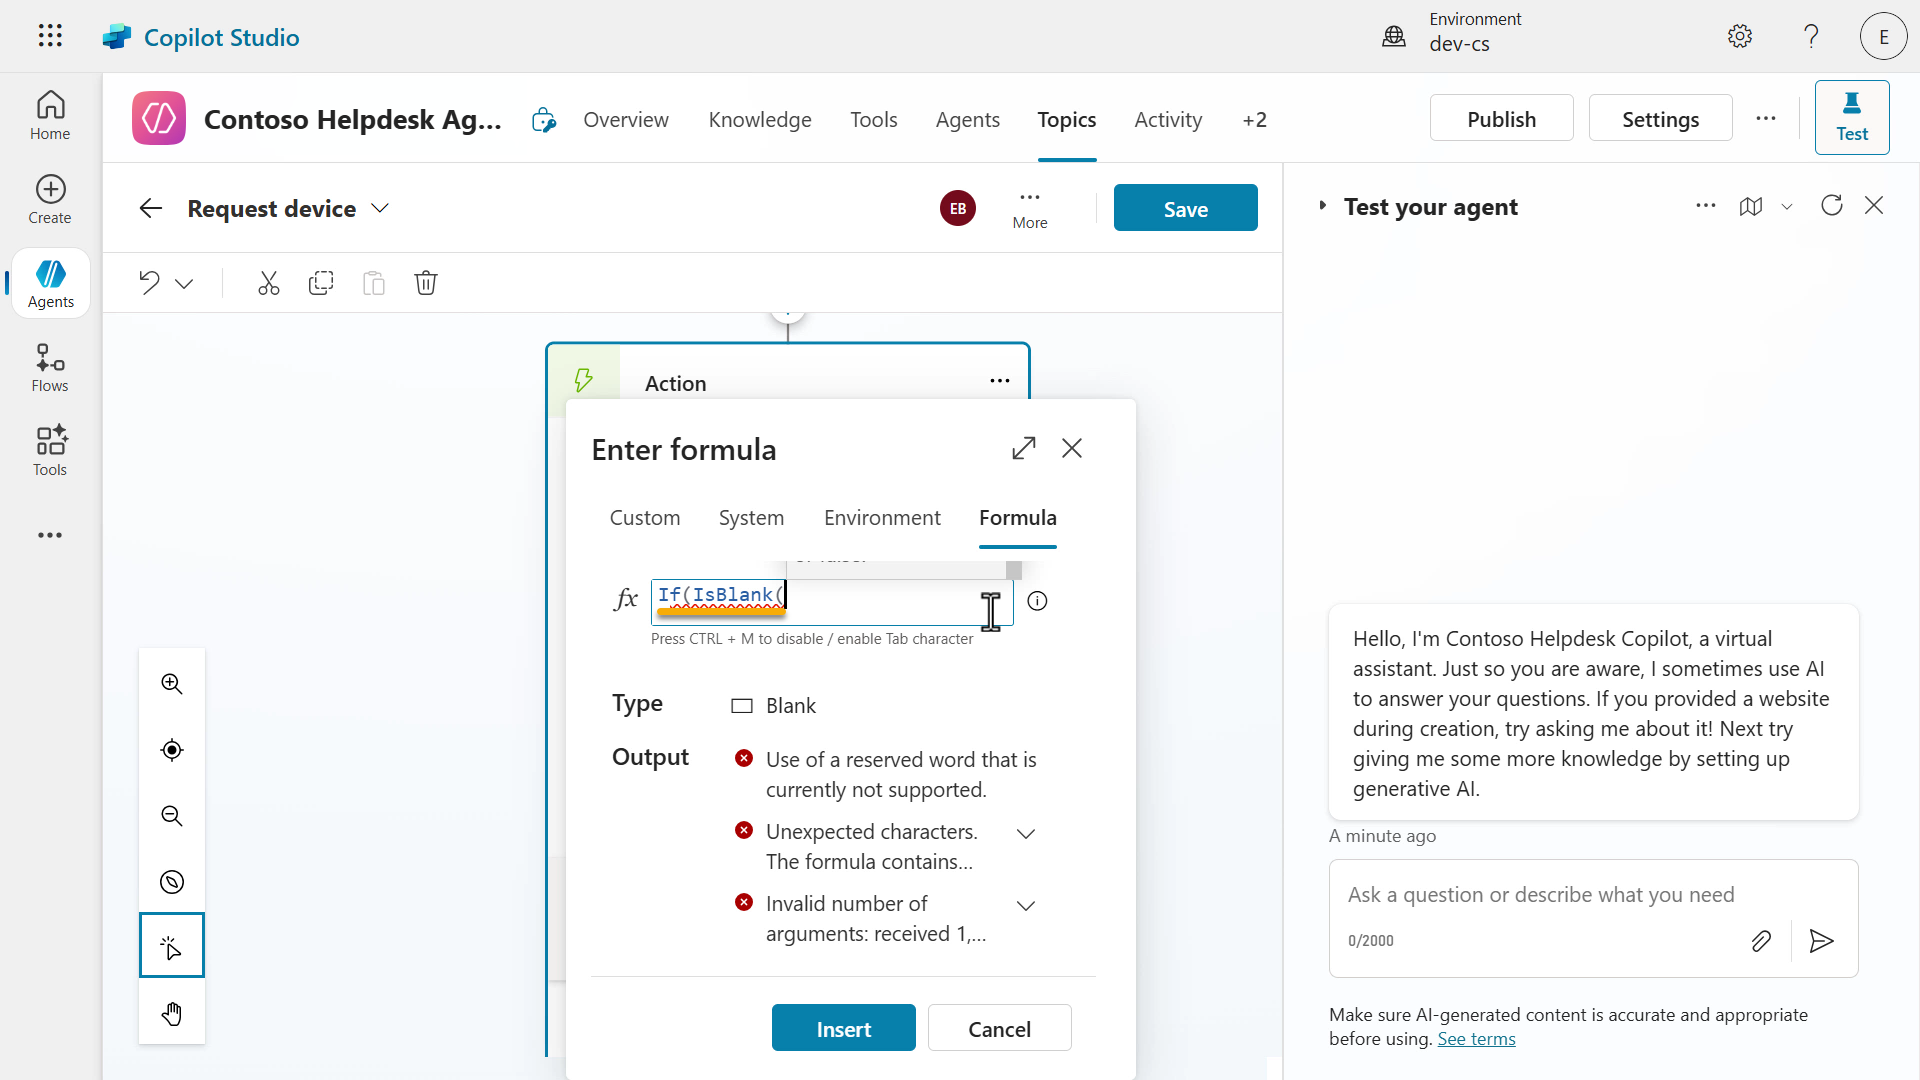 Copilot Studio
Environment
dev-cs
E
Home
Create
Agents
Flows
Tools
Contoso Helpdesk Ag...
Overview
Knowledge
Tools
Agents
Topics
Activity
+2
Publish
Settings
Test
Request device
EB
More
Save
Action
Enter formula
Custom
System
Environment
Formula
fx
If(IsBlank(
Press CTRL + M to disable / enable Tab character
Type
Blank
Output
Use of a reserved word that is
currently not supported.
Unexpected characters.
The formula contains...
Invalid number of
arguments: received 1,...
Insert
Cancel
Test your agent
Hello, I'm Contoso Helpdesk Copilot, a virtual
assistant. Just so you are aware, I sometimes use AI
to answer your questions. If you provided a website
during creation, try asking me about it! Next try
giving me some more knowledge by setting up
generative AI.
A minute ago
Ask a question or describe what you need
0/2000
Make sure AI-generated content is accurate and appropriate
before using. See terms